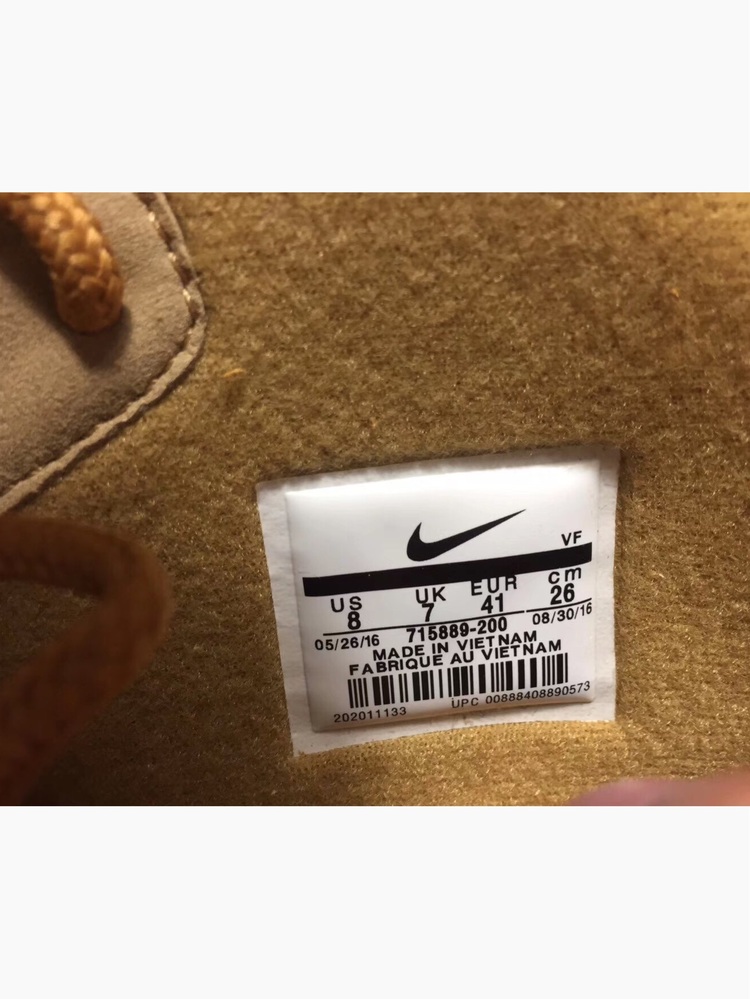 VF
US UK EUR cm
8 7 41 26
05/26/16 715889-200 08/30/16
MADE IN VIETNAM
FABRIQUE AU VIETNAM
202011133 UPC 00888408890573